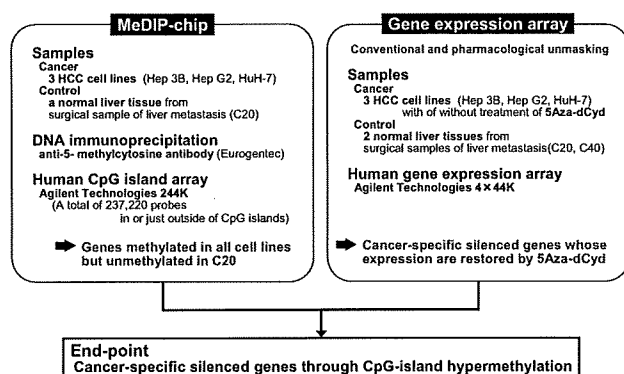 MeDIP-chip
Samples
Cancer
3 HCC cell lines (Hep 3B, Hep G2, HuH-7)
Control
a normal liver tissue from
surgical sample of liver metastasis (C20)
DNA immunoprecipitation
anti-5- methylcytosine antibody (Eurogentec)
Human CpG island array
Agilent Technologies 244K
(A total of 237,220 probes
in or just outside of CpG islands)
Genes methylated in all cell lines
but unmethylated in C20
Gene expression array
Conventional and pharmacological unmasking
Samples
Cancer
3 HCC cell lines (Hep 3B, Hep G2, HuH-7)
with of without treatment of 5Aza-dCyd
Control
2 normal liver tissues from
surgical samples of liver metastasis(C20, C40)
Human gene expression array
Agilent Technologies 4×44K
Cancer-specific silenced genes whose
expression are restored by 5Aza-dCyd
End-point
Cancer-specific silenced genes through CpG-island hypermethylation